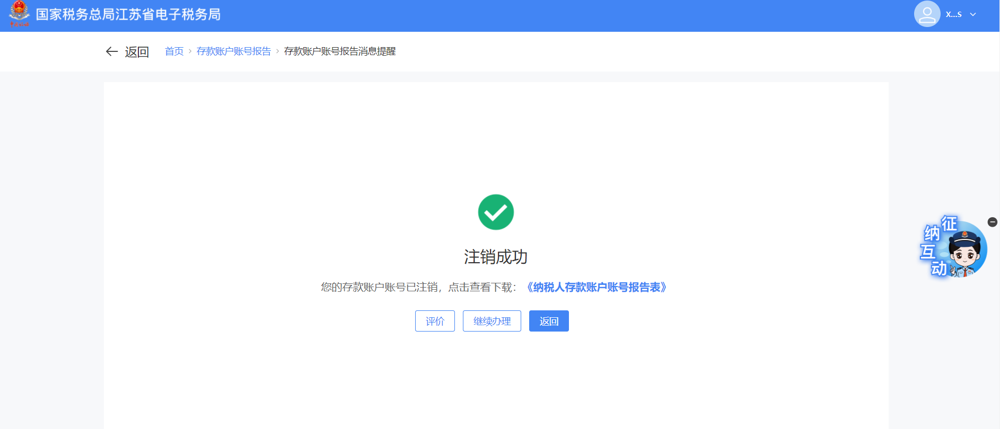 国家税务总局江苏省电子税务局
x...s
返回 首页 › 存款账户账号报告 › 存款账户账号报告消息提醒
征纳互动
注销成功
您的存款账户账号已注销，点击查看下载：《纳税人存款账户账号报告表》
评价 继续办理 返回